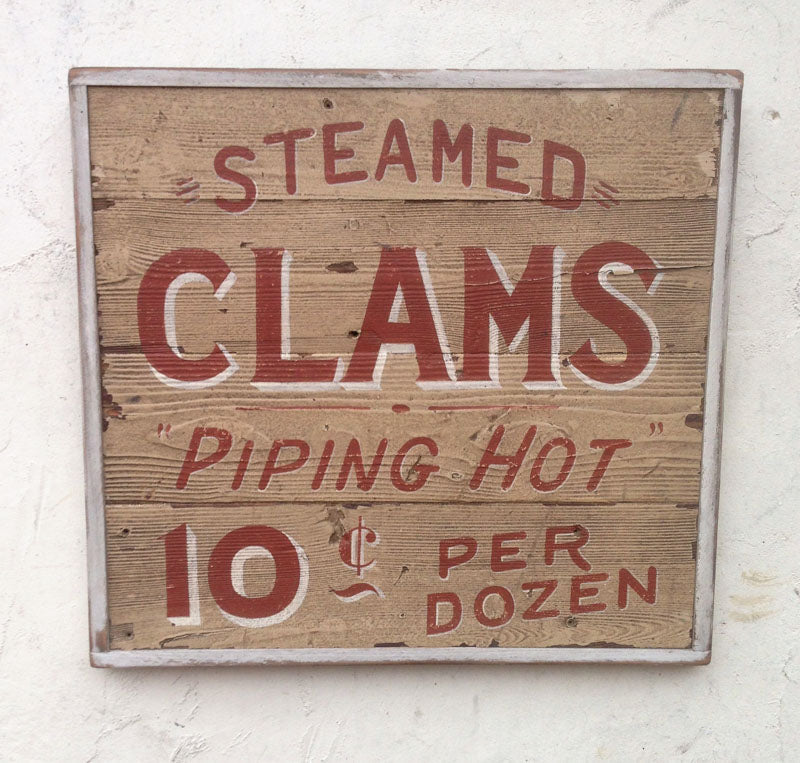 STEAMED
CLAMS
"PIPING HOT"
10¢ PER
DOZEN